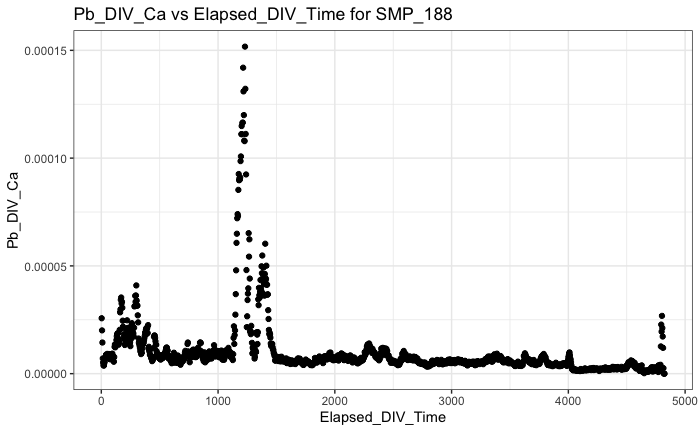 Pb_DIV_Ca vs Elapsed_DIV_Time for SMP_188
0.00015
0.00010
0.00005
0.00000
Pb_DIV_Ca
0 1000 2000 3000 4000 5000
Elapsed_DIV_Time